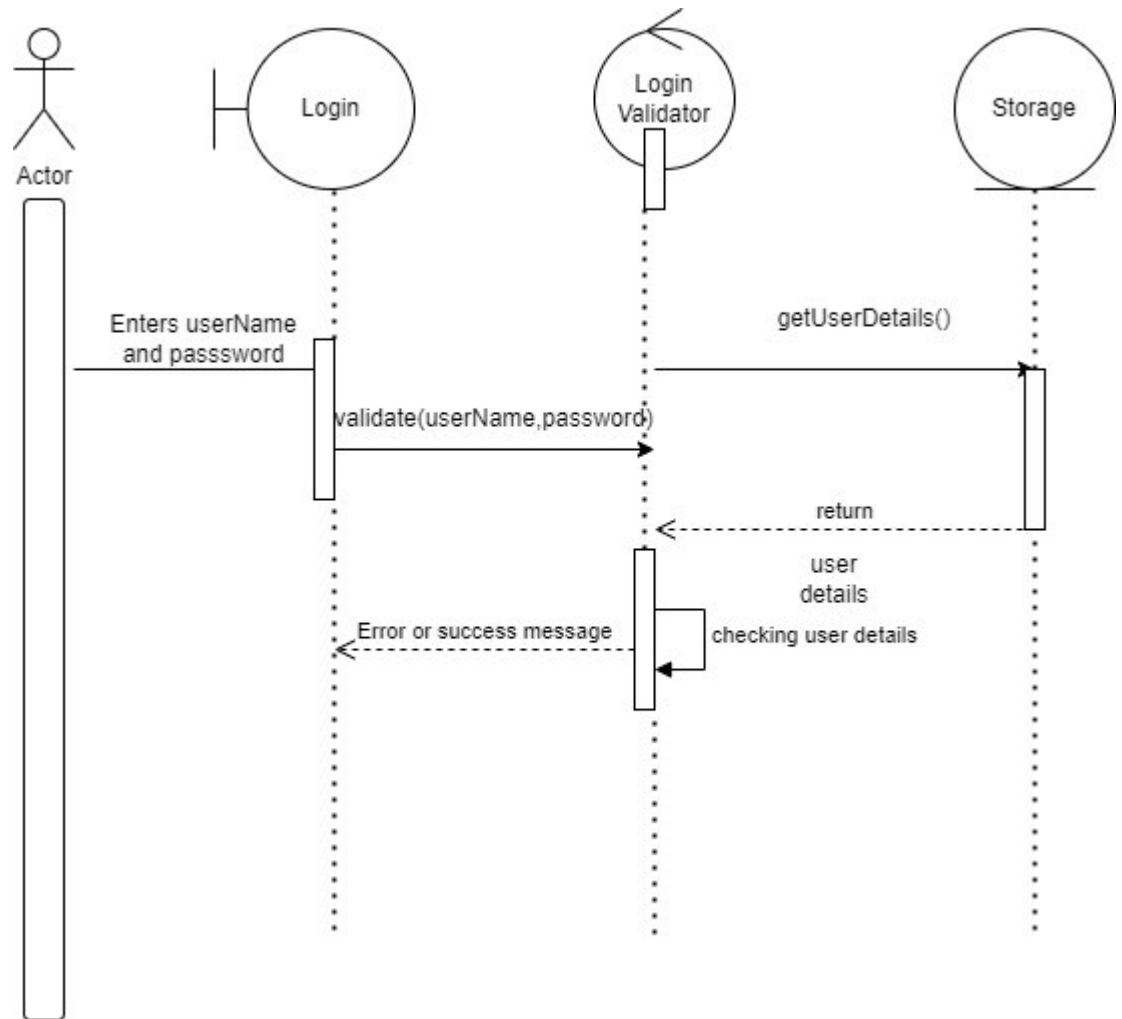 Login
Login
Validator
Storage
Actor
Enters userName
and passsword
getUserDetails()
validate(userName,password)
return
user
details
Error or success message
checking user details